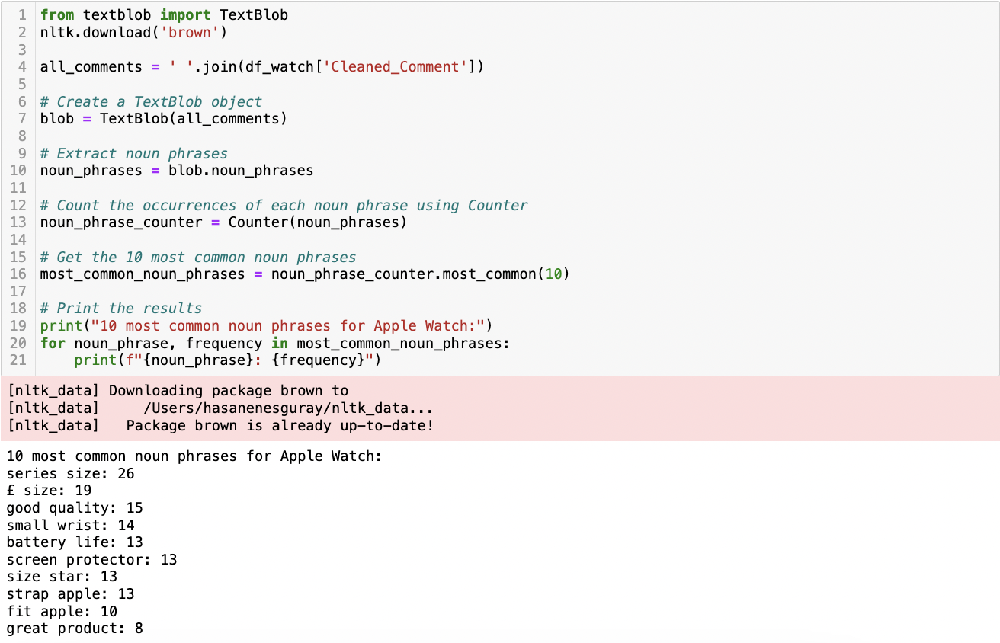 1 from textblob import TextBlob
2 nltk.download('brown')
3
4 all_comments = ' '.join(df_watch['Cleaned_Comment'])
5
6 # Create a TextBlob object
7 blob = TextBlob(all_comments)
8
9 # Extract noun phrases
10 noun_phrases = blob.noun_phrases
11
12 # Count the occurrences of each noun phrase using Counter
13 noun_phrase_counter = Counter(noun_phrases)
14
15 # Get the 10 most common noun phrases
16 most_common_noun_phrases = noun_phrase_counter.most_common(10)
17
18 # Print the results
19 print("10 most common noun phrases for Apple Watch:")
20 for noun_phrase, frequency in most_common_noun_phrases:
21     print(f"{noun_phrase}: {frequency}")
[nltk_data] Downloading package brown to
[nltk_data]     /Users/hasanenesguray/nltk_data...
[nltk_data]   Package brown is already up-to-date!
10 most common noun phrases for Apple Watch:
series size: 26
£ size: 19
good quality: 15
small wrist: 14
battery life: 13
screen protector: 13
size star: 13
strap apple: 13
fit apple: 10
great product: 8